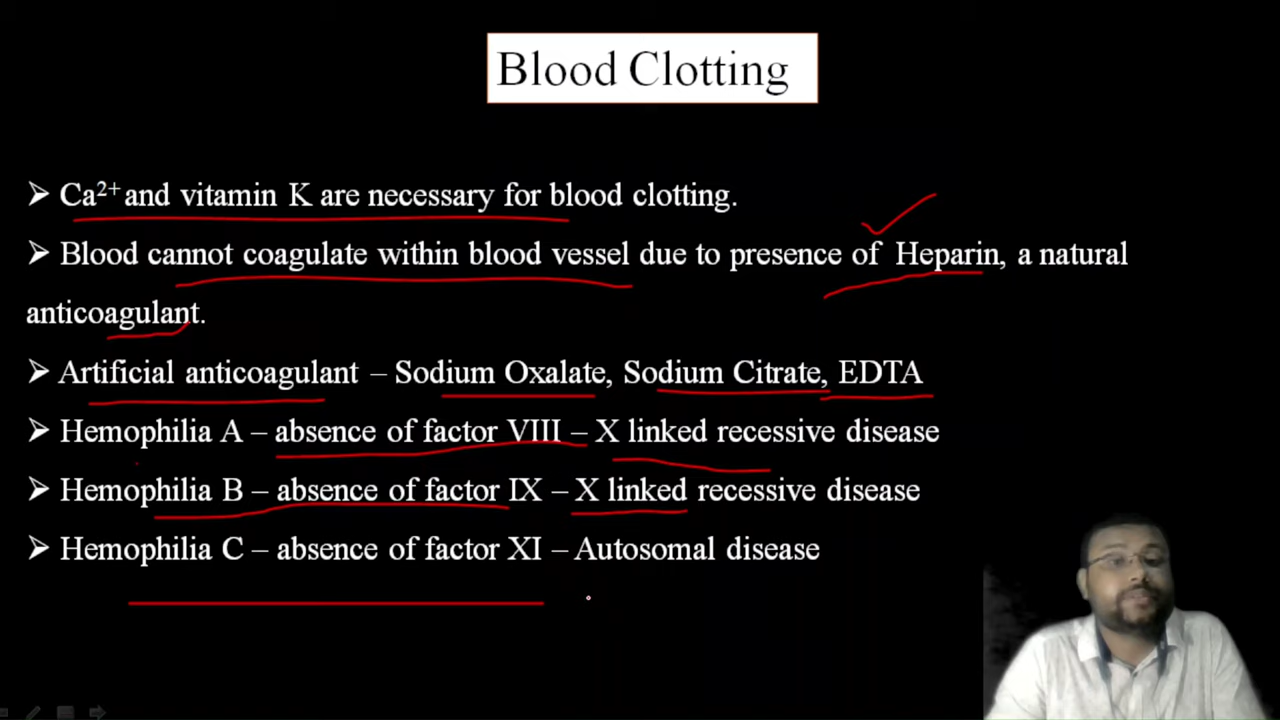 Blood Clotting
➤ Ca²⁺ and vitamin K are necessary for blood clotting.
➤ Blood cannot coagulate within blood vessel due to presence of Heparin, a natural
anticoagulant.
➤ Artificial anticoagulant – Sodium Oxalate, Sodium Citrate, EDTA
➤ Hemophilia A – absence of factor VIII – X linked recessive disease
➤ Hemophilia B – absence of factor IX – X linked recessive disease
➤ Hemophilia C – absence of factor XI – Autosomal disease